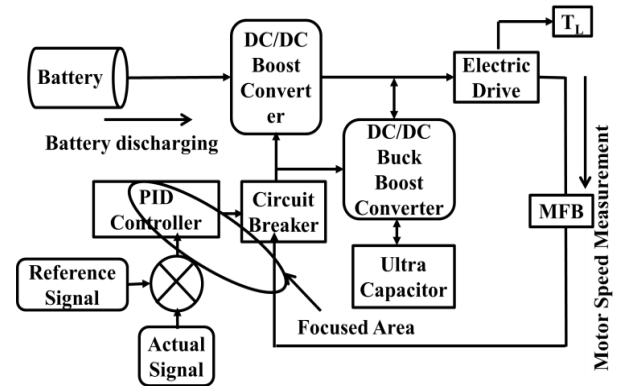 DC/DC
Boost
Convert
er
T_L
Battery
Electric
Drive
Battery discharging
DC/DC
Buck
Boost
Converter
PID
Controller
Circuit
Breaker
MFB
Motor Speed Measurement
Reference
Signal
Ultra
Capacitor
Focused Area
Actual
Signal